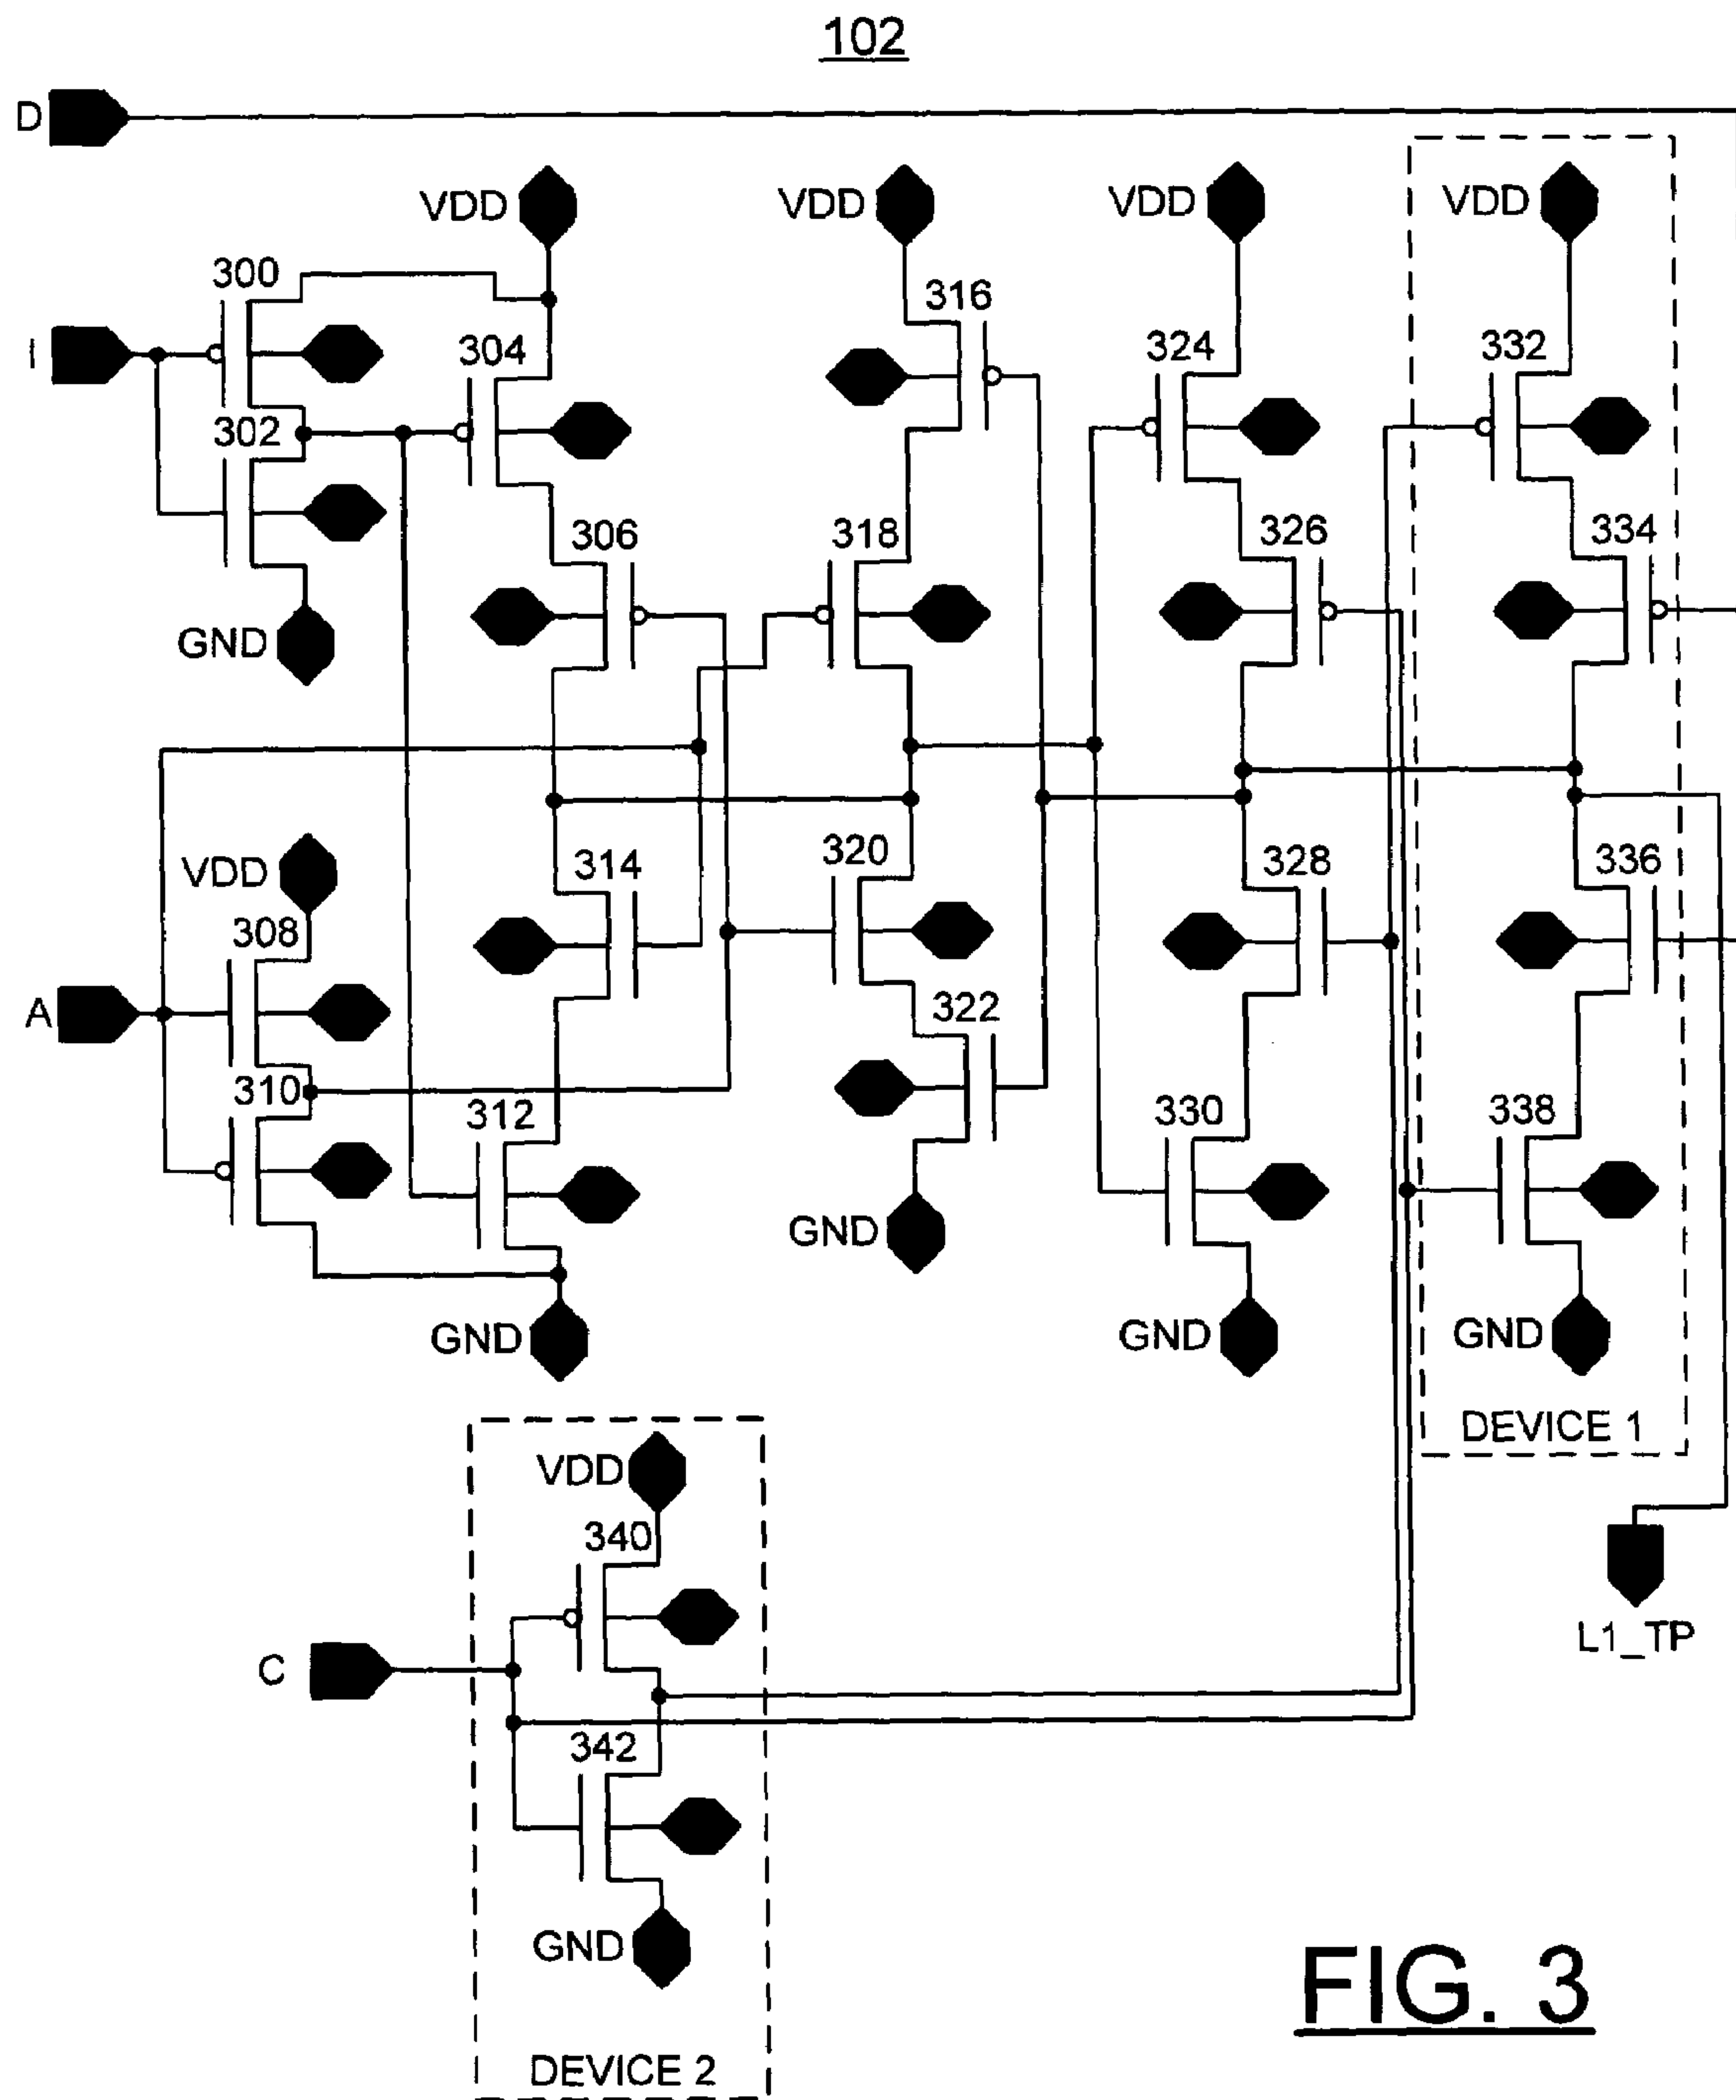 102
D
VDD
VDD
VDD
VDD
300
316
I
304
324
332
302
306
318
326
334
GND
VDD
314
320
328
336
308
A
322
310
312
330
338
GND
GND
GND
GND
DEVICE 1
VDD
340
L1_TP
C
342
GND
FIG. 3
DEVICE 2